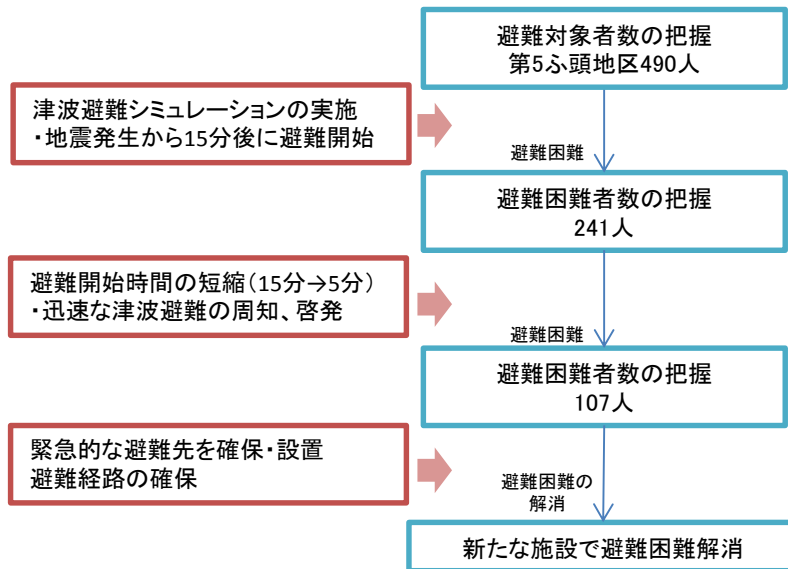 避難対象者数の把握
第5ふ頭地区490人
津波避難シミュレーションの実施
・地震発生から15分後に避難開始
避難困難
避難困難者数の把握
241人
避難開始時間の短縮(15分→5分)
・迅速な津波避難の周知、啓発
避難困難
避難困難者数の把握
107人
緊急的な避難先を確保・設置
避難経路の確保
避難困難の
解消
新たな施設で避難困難解消